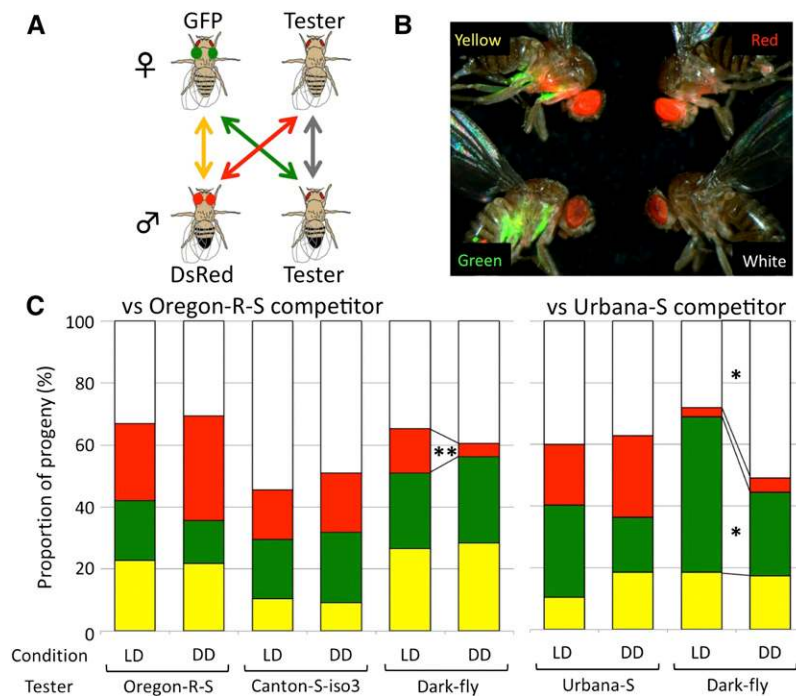 A
GFP Tester
♀
♂
DsRed Tester
B
Yellow Red
Green White
C
vs Oregon-R-S competitor vs Urbana-S competitor
Proportion of progeny (%)
100
80
60
40
20
0
**
*
*
Condition LD DD LD DD LD DD LD DD LD DD
Tester Oregon-R-S Canton-S-iso3 Dark-fly Urbana-S Dark-fly